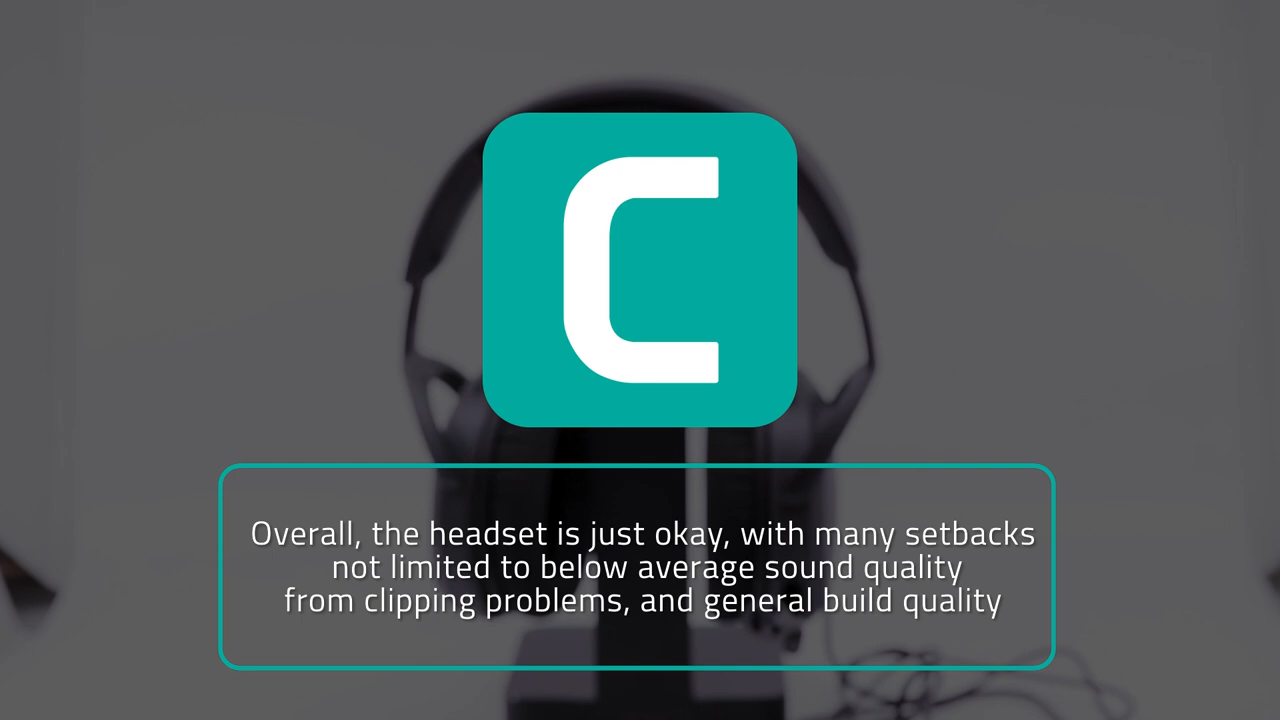 C
Overall, the headset is just okay, with many setbacks
not limited to below average sound quality
from clipping problems, and general build quality